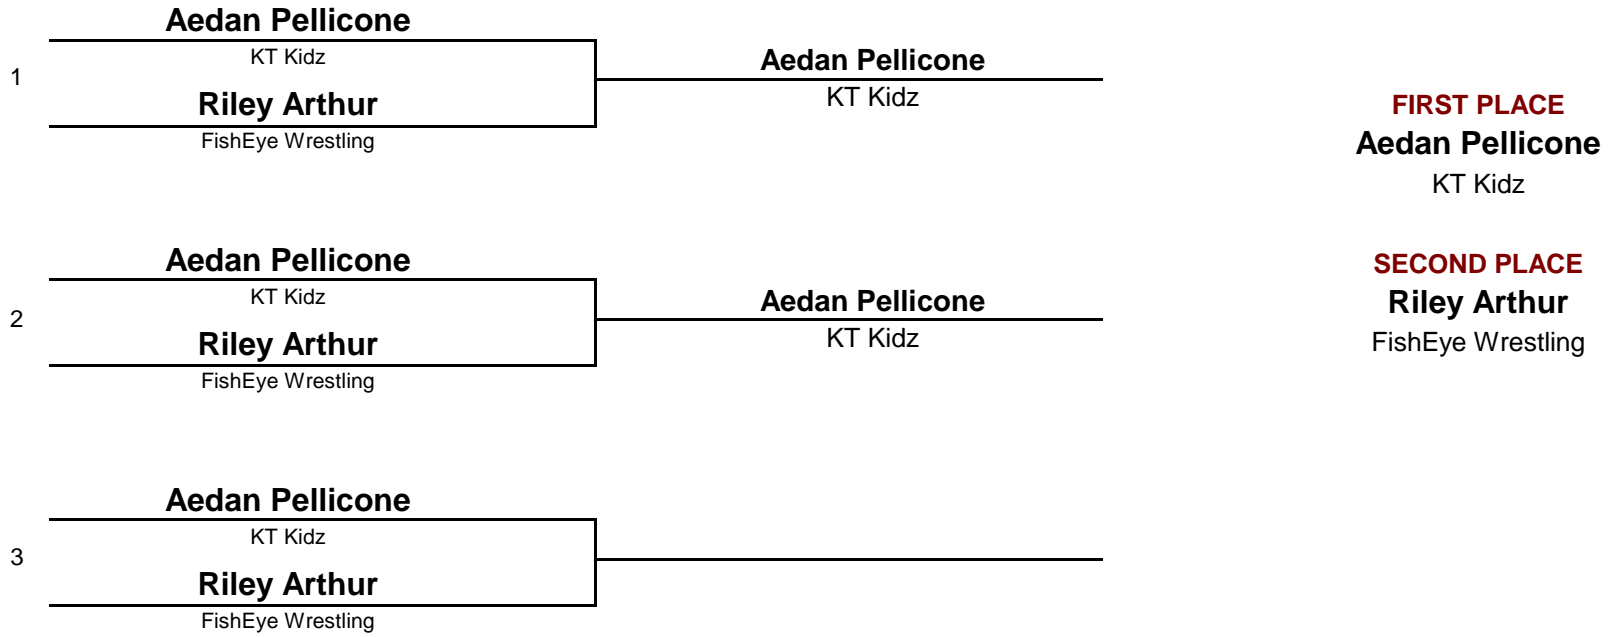 Aedan Pellicone
KT Kidz
1
Riley Arthur
FishEye Wrestling
Aedan Pellicone
KT Kidz
FIRST PLACE
Aedan Pellicone
KT Kidz
Aedan Pellicone
KT Kidz
2
Riley Arthur
FishEye Wrestling
Aedan Pellicone
KT Kidz
SECOND PLACE
Riley Arthur
FishEye Wrestling
Aedan Pellicone
KT Kidz
3
Riley Arthur
FishEye Wrestling